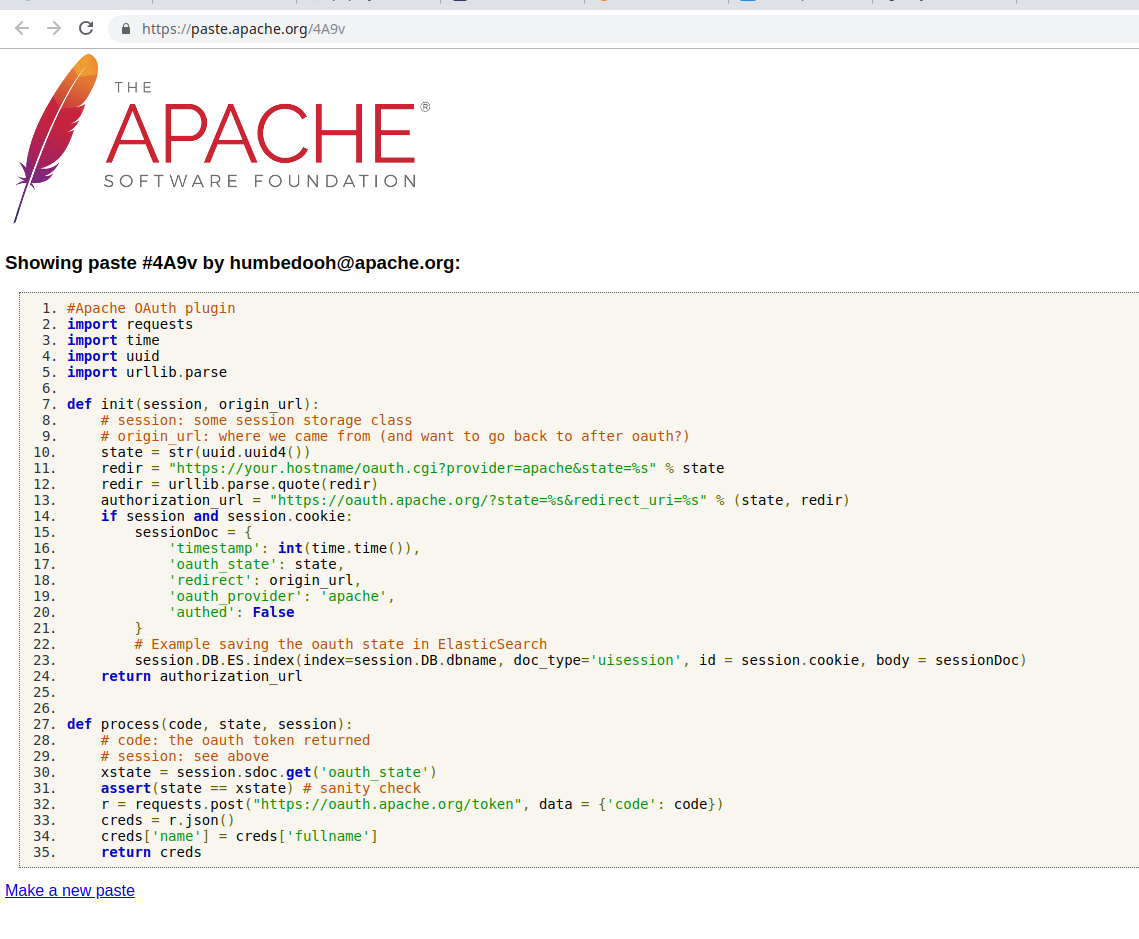 https://paste.apache.org/4A9v
THE
APACHE®
SOFTWARE FOUNDATION
Showing paste #4A9v by humbedooh@apache.org:
1. #Apache OAuth plugin
2. import requests
3. import time
4. import uuid
5. import urllib.parse
6.
7. def init(session, origin_url):
8.     # session: some session storage class
9.     # origin_url: where we came from (and want to go back to after oauth?)
10.     state = str(uuid.uuid4())
11.     redir = "https://your.hostname/oauth.cgi?provider=apache&state=%s" % state
12.     redir = urllib.parse.quote(redir)
13.     authorization_url = "https://oauth.apache.org/?state=%s&redirect_uri=%s" % (state, redir)
14.     if session and session.cookie:
15.         sessionDoc = {
16.             'timestamp': int(time.time()),
17.             'oauth_state': state,
18.             'redirect': origin_url,
19.             'oauth_provider': 'apache',
20.             'authed': False
21.         }
22.         # Example saving the oauth state in ElasticSearch
23.         session.DB.ES.index(index=session.DB.dbname, doc_type='uisession', id = session.cookie, body = sessionDoc)
24.     return authorization_url
25.
26.
27. def process(code, state, session):
28.     # code: the oauth token returned
29.     # session: see above
30.     xstate = session.sdoc.get('oauth_state')
31.     assert(state == xstate) # sanity check
32.     r = requests.post("https://oauth.apache.org/token", data = {'code': code})
33.     creds = r.json()
34.     creds['name'] = creds['fullname']
35.     return creds
Make a new paste